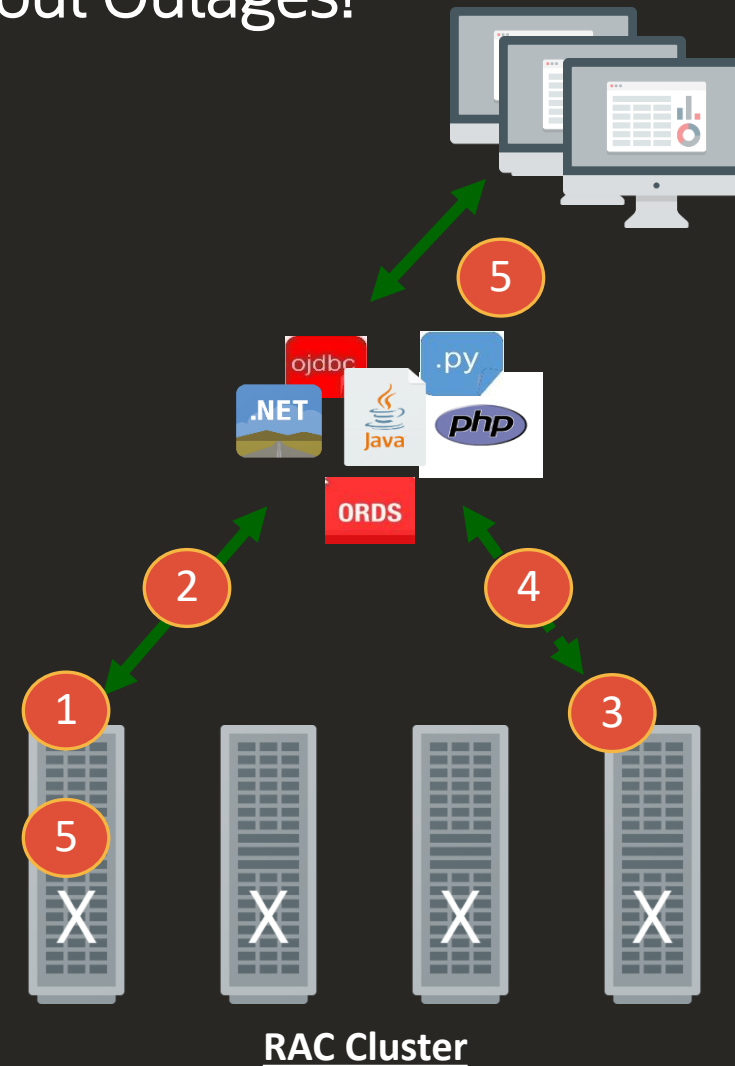 out Outages!
5
ojdbc
.py
.NET
Java
php
ORDS
2
4
1
3
5
X X X X
RAC Cluster